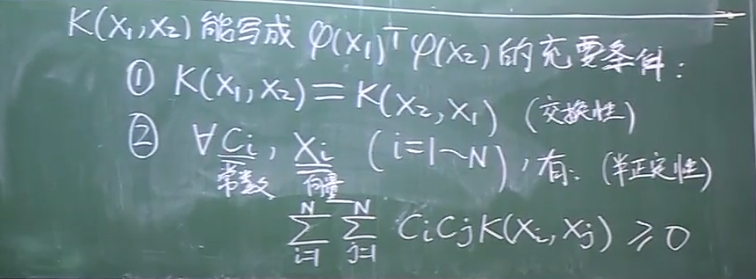 K(X₁,X₂)能写成 φ(X₁)ᵀφ(X₂)的充要条件:
① K(X₁,X₂)=K(X₂,X₁) (交换性)
② ∀Cᵢ, Xᵢ (i=1~N),有: (半正定性)
常数 向量
∑ᵢ₌₁ᴺ ∑ⱼ₌₁ᴺ CᵢCⱼK(Xᵢ,Xⱼ)≥0